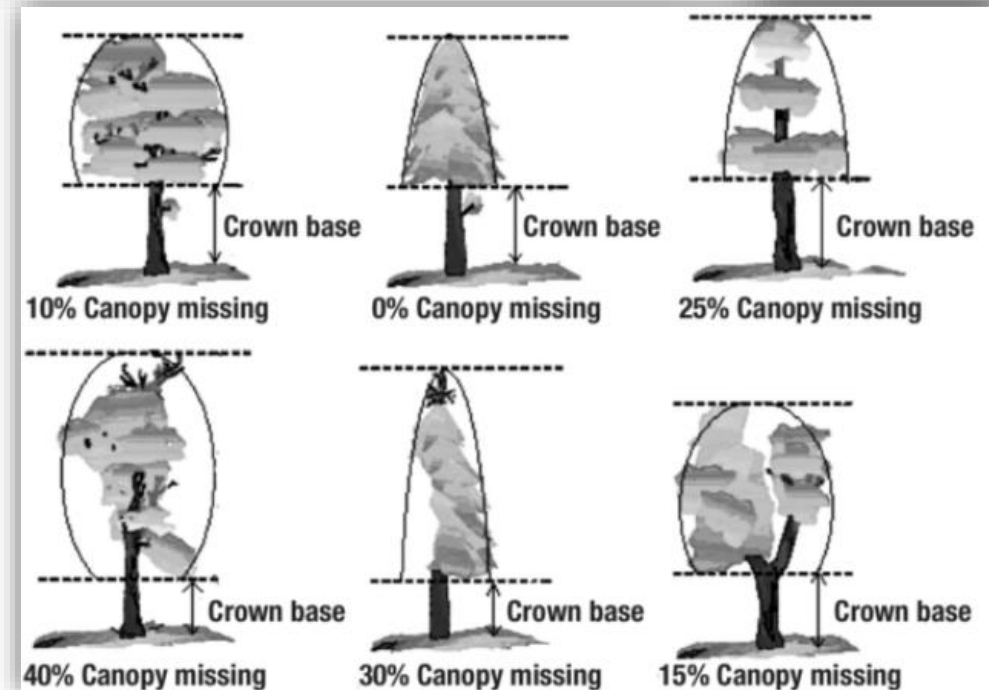 Crown base
Crown base
Crown base
10% Canopy missing
0% Canopy missing
25% Canopy missing
Crown base
Crown base
Crown base
40% Canopy missing
30% Canopy missing
15% Canopy missing